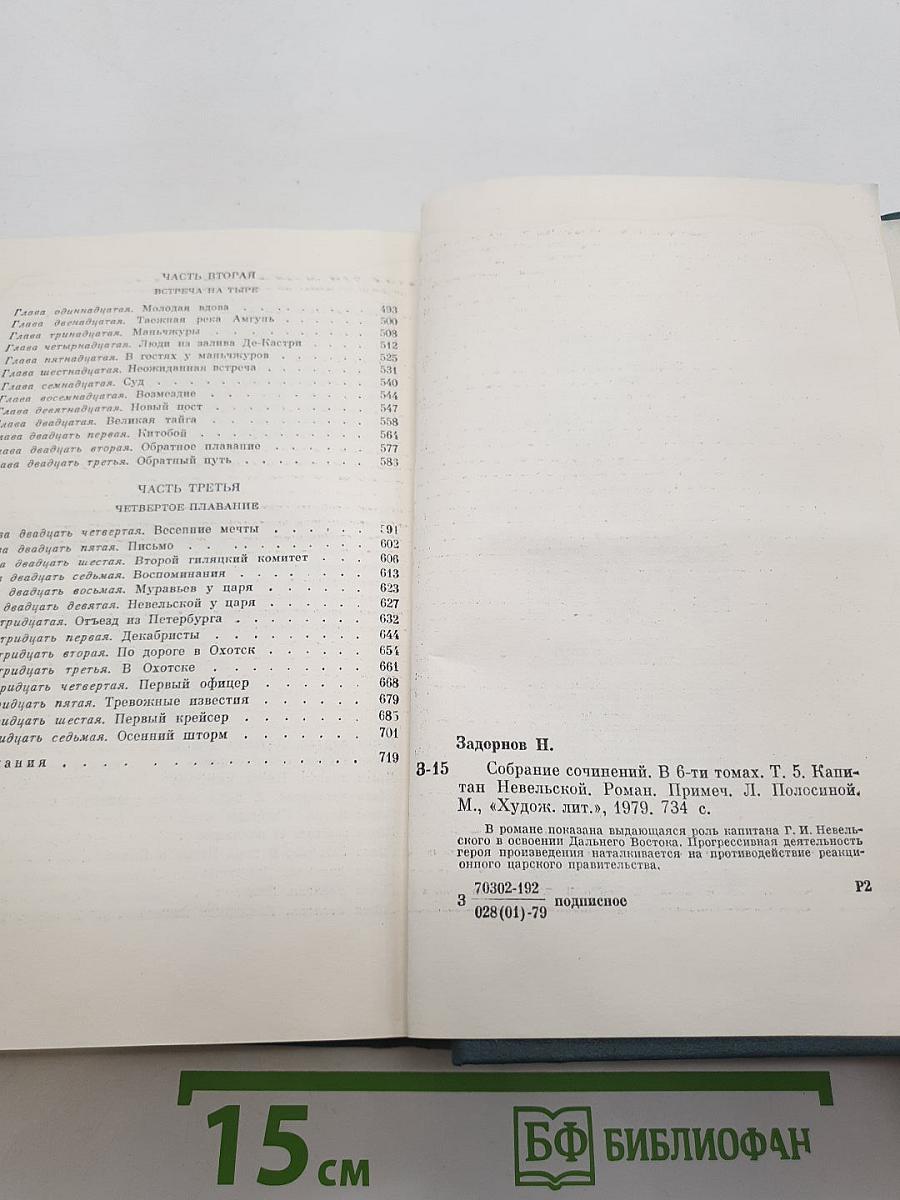 ЧАСТЬ ВТОРАЯ
ВСТРЕЧА НА ТЫРЕ
Глава одиннадцатая. Молодая вдова . . . . . . . . . 493
Глава двенадцатая. Таежная река Амгунь . . . . . . 500
Глава тринадцатая. Маньчжуры . . . . . . . . . . 508
Глава четырнадцатая. Люди из залива Де-Кастри . . . . 512
Глава пятнадцатая. В гостях у маньчжуров . . . . . . 525
Глава шестнадцатая. Неожиданная встреча . . . . . . 531
Глава семнадцатая. Суд . . . . . . . . . . . . 540
Глава восемнадцатая. Возмездие . . . . . . . . . 544
Глава девятнадцатая. Новый пост . . . . . . . . . 547
Глава двадцатая. Великая тайга . . . . . . . . . 558
лава двадцать первая. Китобой . . . . . . . . . 564
ава двадцать вторая. Обратное плавание . . . . . . 577
ава двадцать третья. Обратный путь . . . . . . . . 583
ЧАСТЬ ТРЕТЬЯ
ЧЕТВЕРТОЕ ПЛАВАНИЕ
ва двадцать четвертая. Весенние мечты . . . . . . 591
ва двадцать пятая. Письмо . . . . . . . . . . 602
а двадцать шестая. Второй гиляцкий комитет . . . 606
двадцать седьмая. Воспоминания . . . . . . . . 613
двадцать восьмая. Муравьев у царя . . . . . . . 623
двадцать девятая. Невельской у царя . . . . . . 627
тридцатая. Отъезд из Петербурга . . . . . . . . 632
тридцать первая. Декабристы . . . . . . . . . 644
тридцать вторая. По дороге в Охотск . . . . . . 654
тридцать третья. В Охотске . . . . . . . . . 661
ридцать четвертая. Первый офицер . . . . . . . 668
идцать пятая. Тревожные известия . . . . . . . 679
идцать шестая. Первый крейсер . . . . . . . . 685
идцать седьмая. Осенний шторм . . . . . . . . 701
ания . . . . . . . . . . . . . . . . 719
Задорнов Н.
З-15 Собрание сочинений. В 6-ти томах. Т. 5. Капи-
тан Невельской. Роман. Примеч. Л. Полосиной.
М., «Худож. лит.», 1979. 734 с.
В романе показана выдающаяся роль капитана Г. И. Невель-
ского в освоении Дальнего Востока. Прогрессивная деятельность
героя произведения наталкивается на противодействие реакци-
онного царского правительства.
З 70302-192 / 028(01)-79 подписное Р2
15 см
БФ БИБЛИОФАН